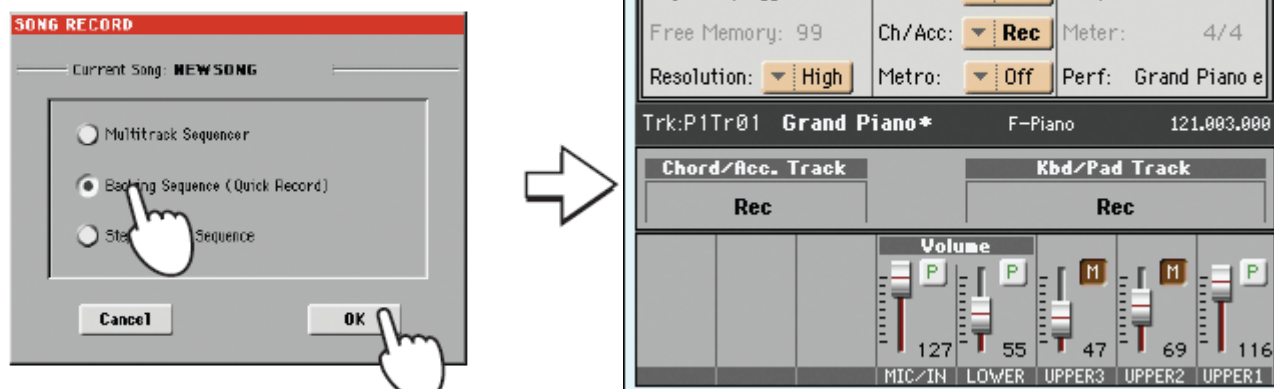 SONG RECORD
Current Song: NEWSONG
Multitrack Sequencer
Backing Sequence (Quick Record)
Sequence
Cancel OK
Free Memory: 99 Ch/Acc: Rec Meter: 4/4
Resolution: High Metro: Off Perf: Grand Piano e
Trk:P1Tr01 Grand Piano* F-Piano 121.003.000
Chord/Acc. Track Kbd/Pad Track
Rec Rec
Volume
P P M M P
127 55 47 69 116
MIC/IN LOWER UPPER3 UPPER2 UPPER1